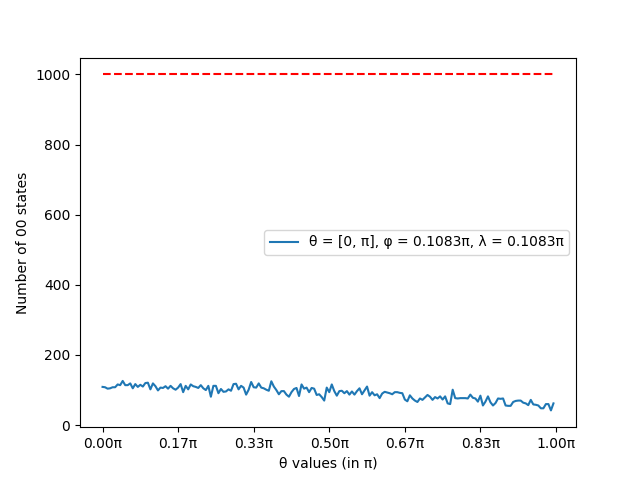 1000
800
600
400
200
0
Number of 00 states
θ = [0, π], φ = 0.1083π, λ = 0.1083π
0.00π 0.17π 0.33π 0.50π 0.67π 0.83π 1.00π
θ values (in π)